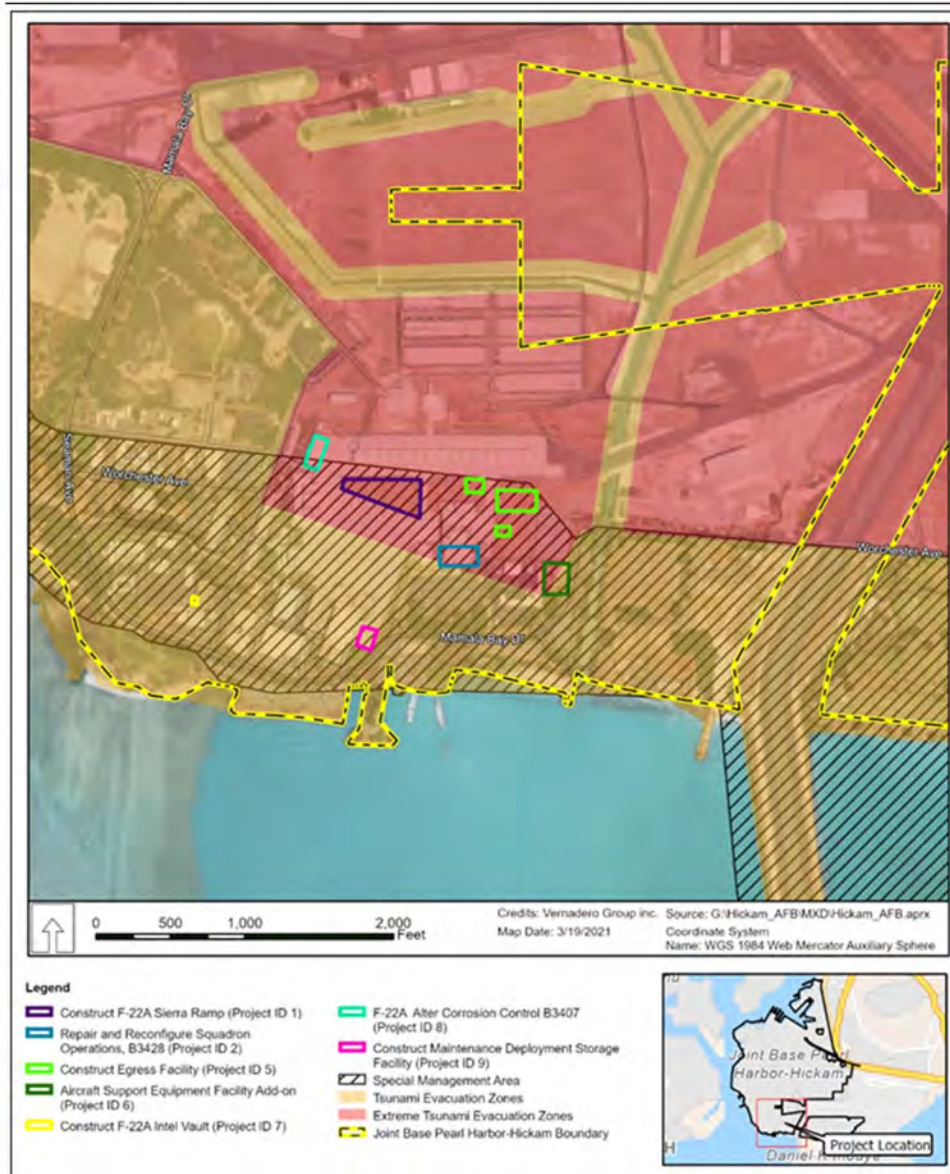 Mamala Bay Dr
Seaman Ave
Worchester Ave
Worchester Ave
Mamala Bay Dr
0 500 1,000 2,000
Feet
Credits: Vernadero Group inc. Source: G:\Hickam_AFB\MXD\Hickam_AFB.aprx
Map Date: 3/19/2021 Coordinate System
Name: WGS 1984 Web Mercator Auxiliary Sphere
Legend
Construct F-22A Sierra Ramp (Project ID 1)
Repair and Reconfigure Squadron
Operations, B3428 (Project ID 2)
Construct Egress Facility (Project ID 5)
Aircraft Support Equipment Facility Add-on
(Project ID 6)
Construct F-22A Intel Vault (Project ID 7)
F-22A Alter Corrosion Control B3407
(Project ID 8)
Construct Maintenance Deployment Storage
Facility (Project ID 9)
Special Management Area
Tsunami Evacuation Zones
Extreme Tsunami Evacuation Zones
Joint Base Pearl Harbor-Hickam Boundary
Joint Base Pearl
Harbor-Hickam
Project Location
Daniel K Inouye